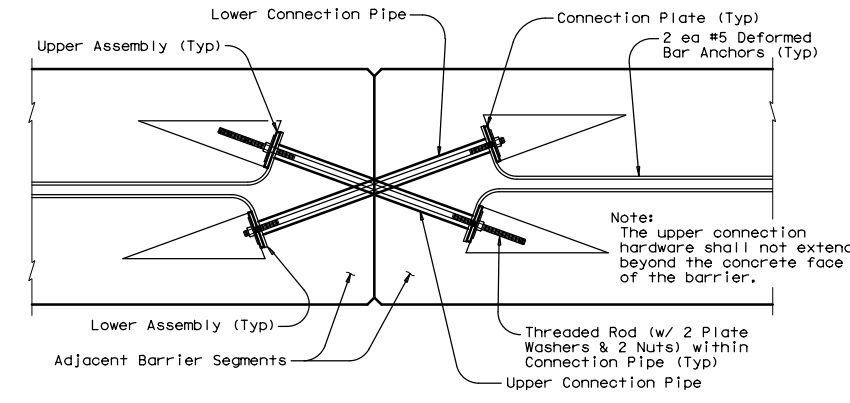 Lower Connection Pipe
Connection Plate (Typ)
Upper Assembly (Typ)
2 ea #5 Deformed
Bar Anchors (Typ)
Note:
The upper connection
hardware shall not extend
beyond the concrete face
of the barrier.
Lower Assembly (Typ)
Threaded Rod (w/ 2 Plate
Washers & 2 Nuts) within
Connection Pipe (Typ)
Adjacent Barrier Segments
Upper Connection Pipe